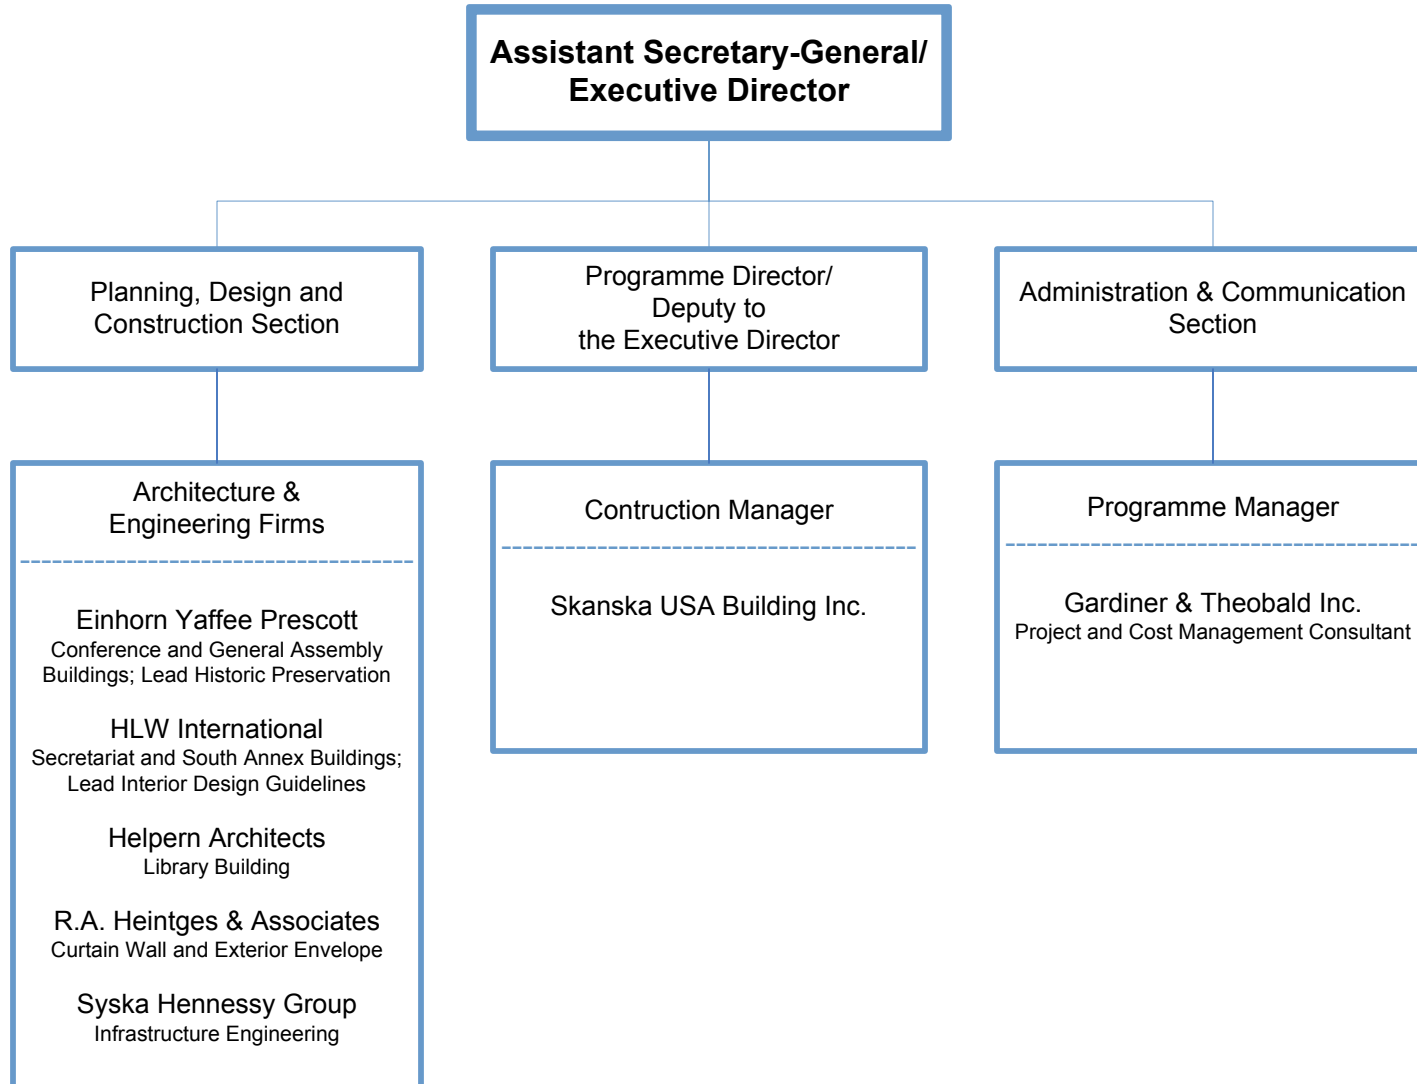 Assistant Secretary-General/
Executive Director
Planning, Design and
Construction Section
Programme Director/
Deputy to
the Executive Director
Administration & Communication
Section
Architecture &
Engineering Firms
Einhorn Yaffee Prescott
Conference and General Assembly
Buildings; Lead Historic Preservation
HLW International
Secretariat and South Annex Buildings;
Lead Interior Design Guidelines
Helpern Architects
Library Building
R.A. Heintges & Associates
Curtain Wall and Exterior Envelope
Syska Hennessy Group
Infrastructure Engineering
Contruction Manager
Skanska USA Building Inc.
Programme Manager
Gardiner & Theobald Inc.
Project and Cost Management Consultant